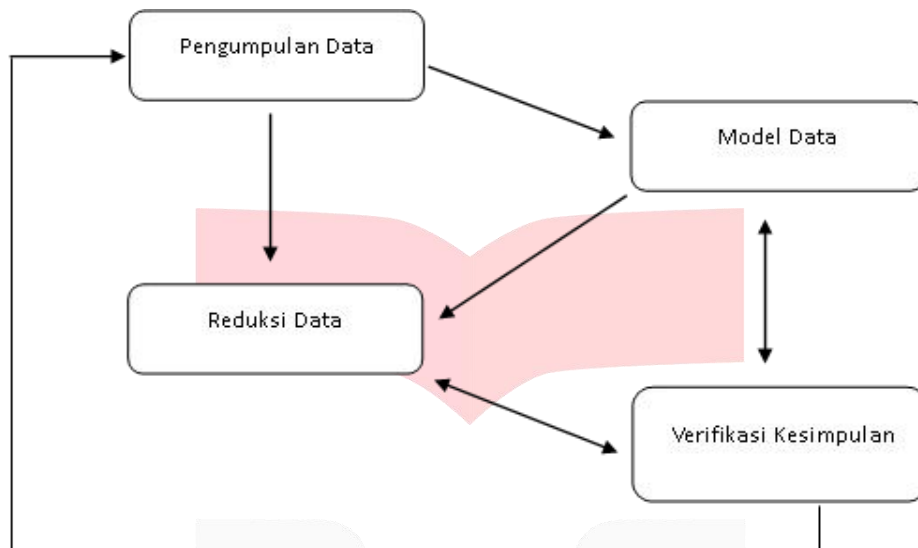 Pengumpulan Data
Model Data
Reduksi Data
Verifikasi Kesimpulan